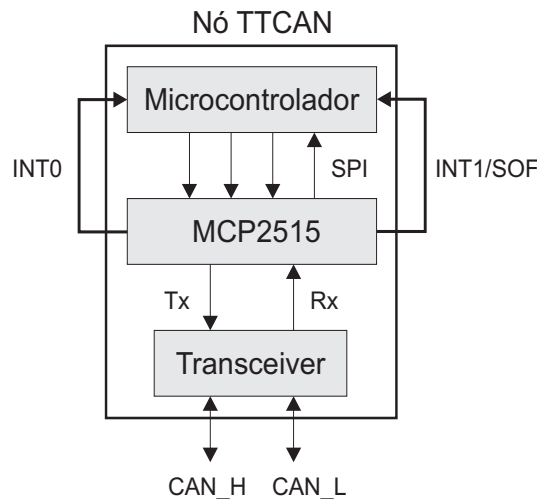 Nó TTCAN
Microcontrolador
INT0
SPI
INT1/SOF
MCP2515
Tx
Rx
Transceiver
CAN_H
CAN_L